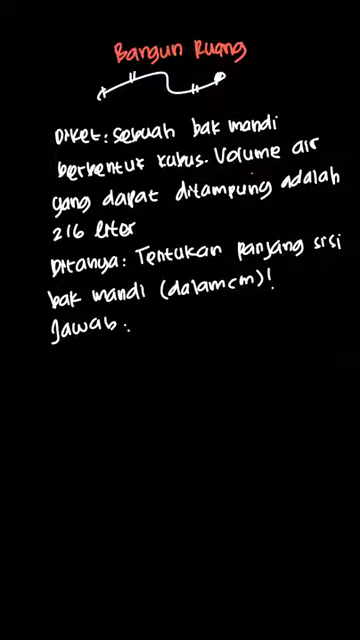 Bangun Ruang
Diket : sebuah bak mandi
berbentuk kubus. Volume air
yang dapat ditampung adalah
216 liter
Ditanya : Tentukan panjang sisi
bak mandi (dalam cm)!
Jawab :